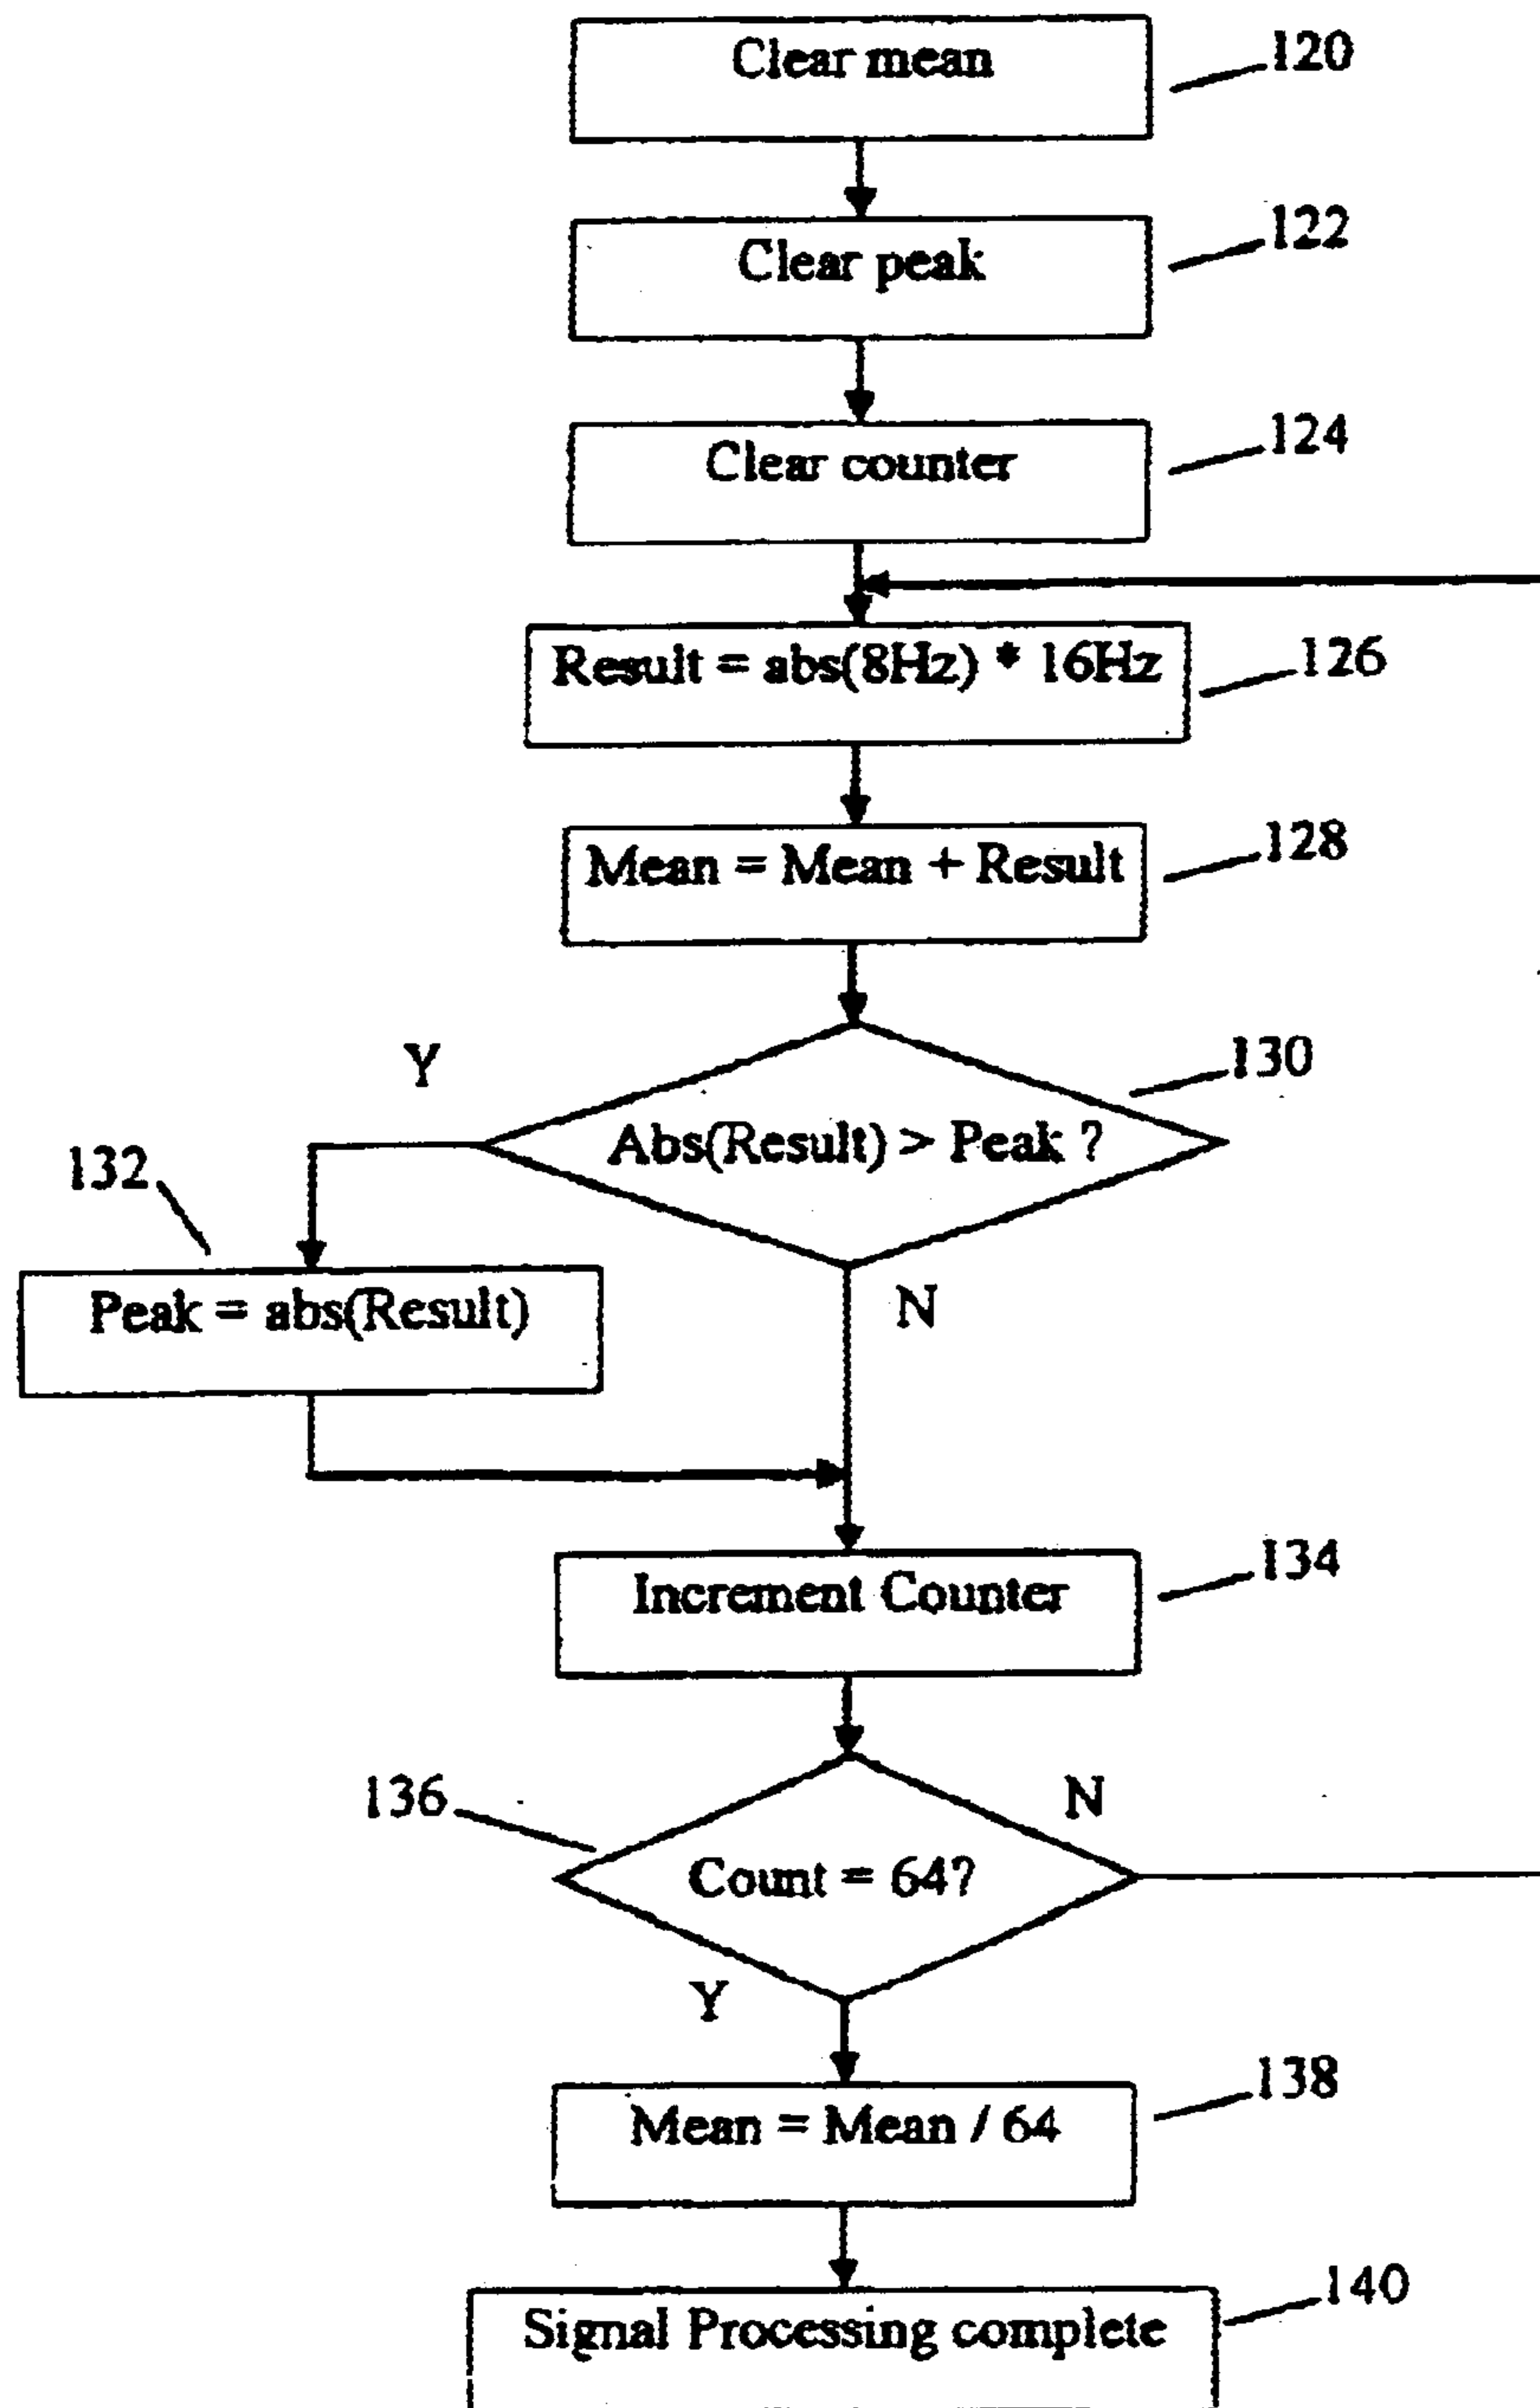 Clear mean
120
Clear peak
122
Clear counter
124
Result = abs(8Hz) * 16Hz
126
Mean = Mean + Result
128
Y
130
Abs(Result) > Peak ?
132
Peak = abs(Result)
N
Increment Counter
134
136
N
Count = 64?
Y
Mean = Mean / 64
138
Signal Processing complete
140